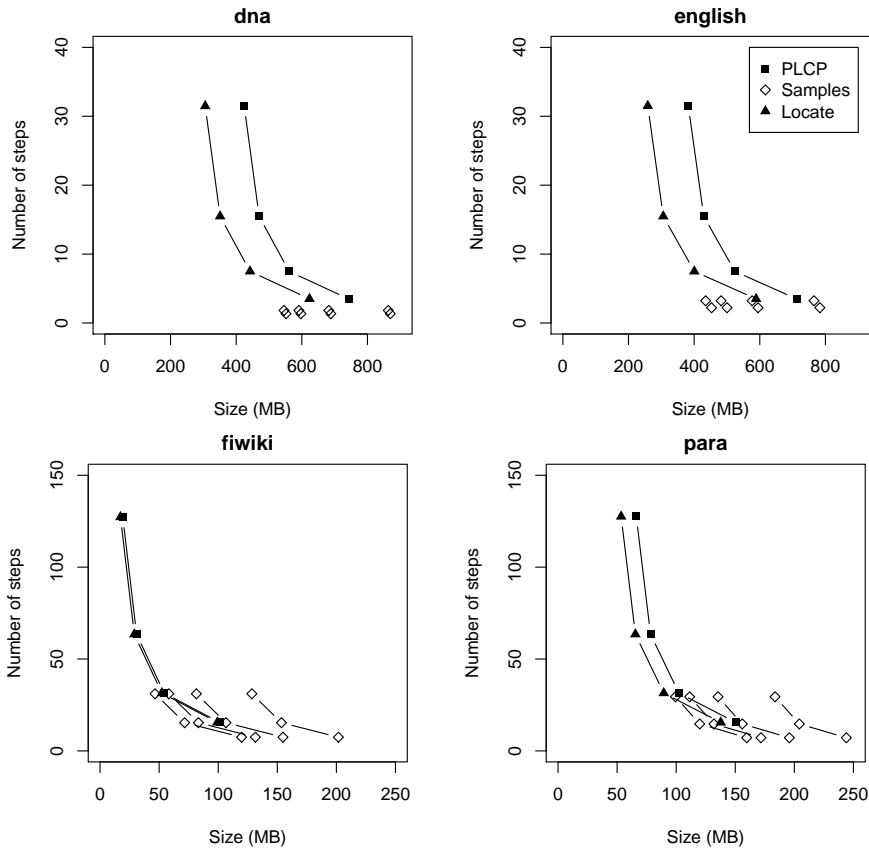 dna
Number of steps
0 10 20 30 40
0 200 400 600 800
Size (MB)
english
Number of steps
0 10 20 30 40
0 200 400 600 800
Size (MB)
PLCP
Samples
Locate
fiwiki
Number of steps
0 50 100 150
0 50 100 150 200 250
Size (MB)
para
Number of steps
0 50 100 150
0 50 100 150 200 250
Size (MB)